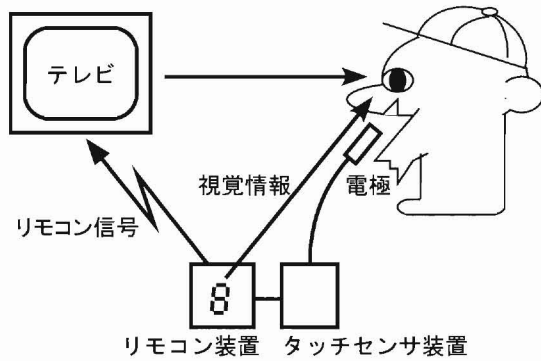 テレビ
視覚情報
電極
リモコン信号
8
リモコン装置
タッチセンサ装置